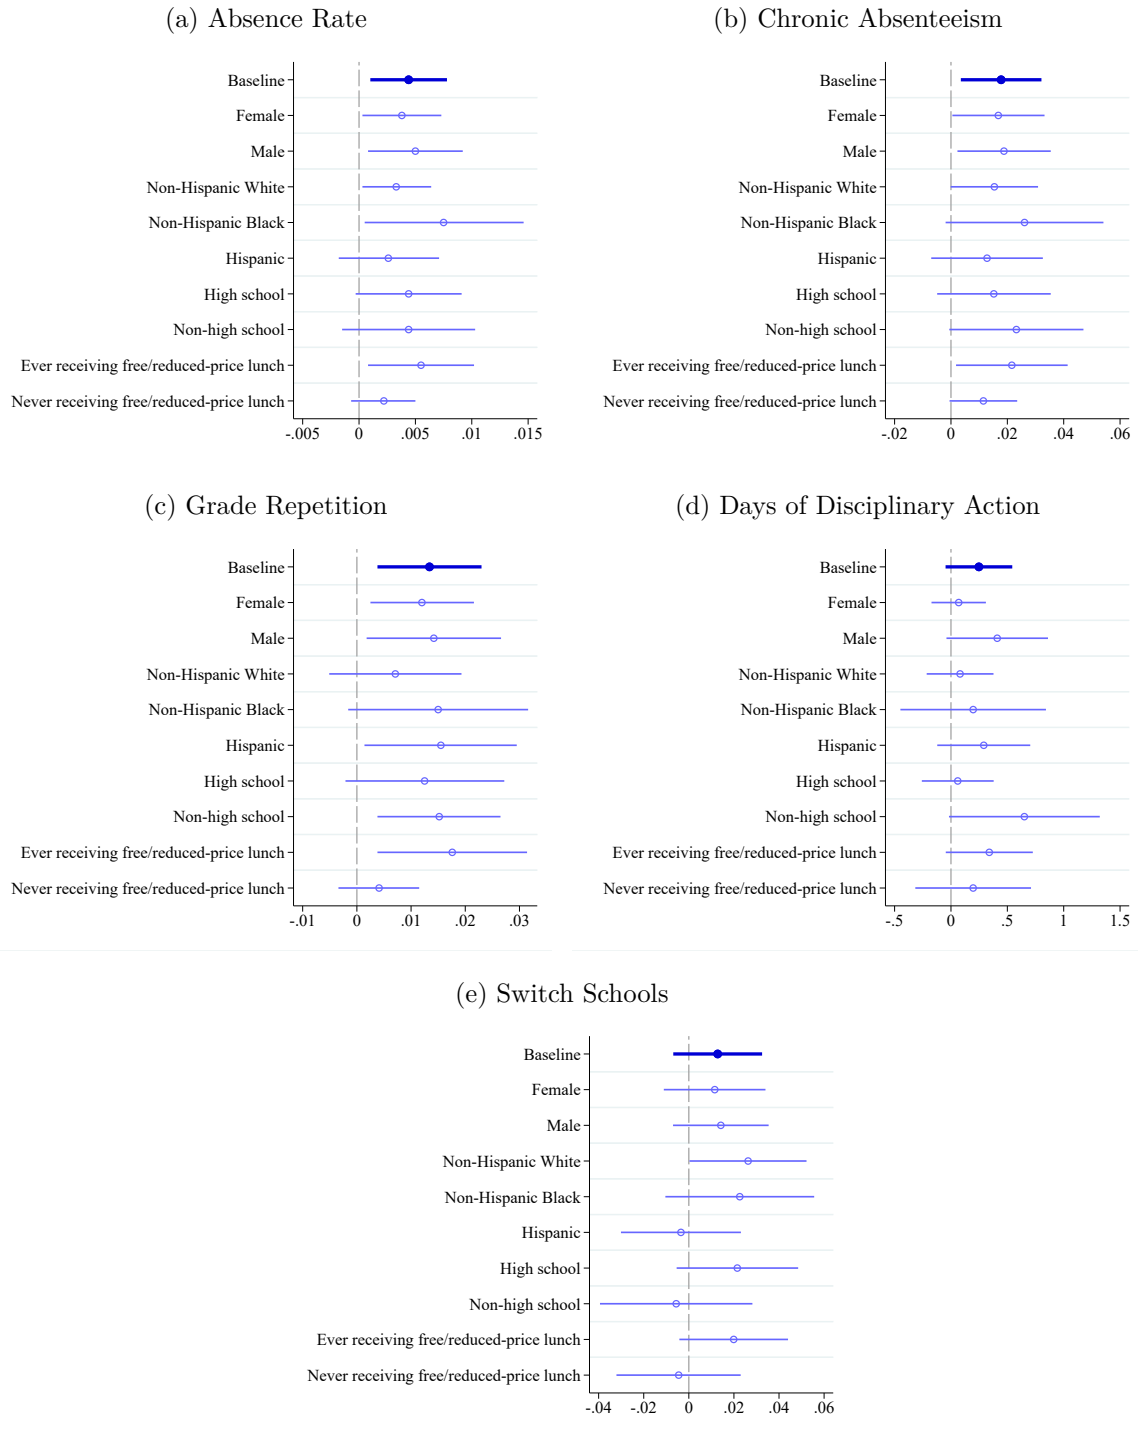 (a) Absence Rate
Baseline
Female
Male
Non-Hispanic White
Non-Hispanic Black
Hispanic
High school
Non-high school
Ever receiving free/reduced-price lunch
Never receiving free/reduced-price lunch
-.005 0 .005 .01 .015
(b) Chronic Absenteeism
Baseline
Female
Male
Non-Hispanic White
Non-Hispanic Black
Hispanic
High school
Non-high school
Ever receiving free/reduced-price lunch
Never receiving free/reduced-price lunch
-.02 0 .02 .04 .06
(c) Grade Repetition
Baseline
Female
Male
Non-Hispanic White
Non-Hispanic Black
Hispanic
High school
Non-high school
Ever receiving free/reduced-price lunch
Never receiving free/reduced-price lunch
-.01 0 .01 .02 .03
(d) Days of Disciplinary Action
Baseline
Female
Male
Non-Hispanic White
Non-Hispanic Black
Hispanic
High school
Non-high school
Ever receiving free/reduced-price lunch
Never receiving free/reduced-price lunch
-.5 0 .5 1 1.5
(e) Switch Schools
Baseline
Female
Male
Non-Hispanic White
Non-Hispanic Black
Hispanic
High school
Non-high school
Ever receiving free/reduced-price lunch
Never receiving free/reduced-price lunch
-.04 -.02 0 .02 .04 .06